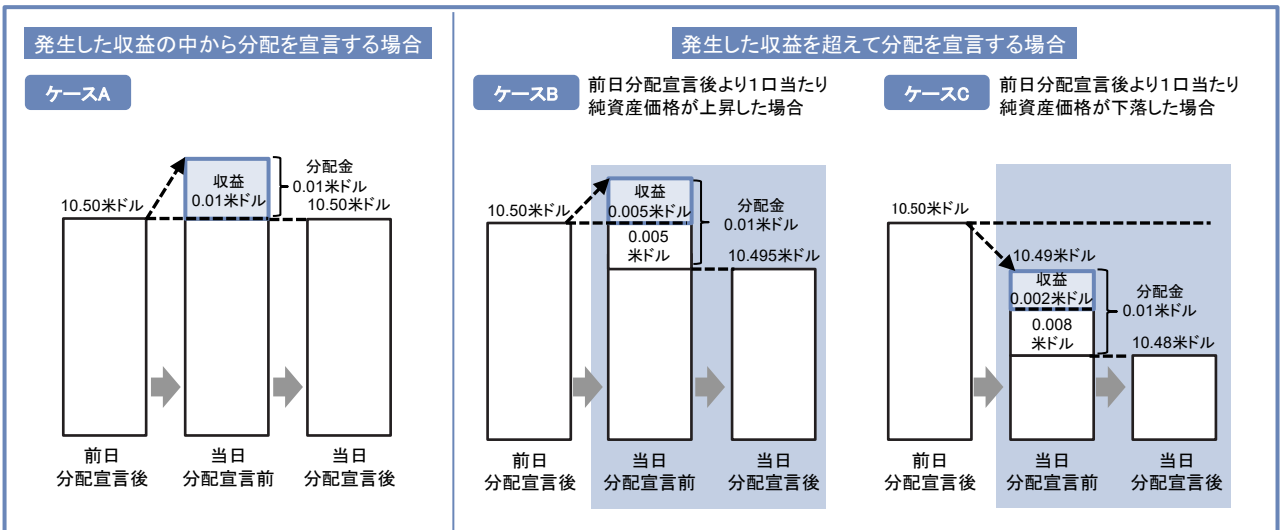 発生した収益の中から分配を宣言する場合
ケースA
10.50米ドル
収益
0.01米ドル
分配金
0.01米ドル
10.50米ドル
前日
分配宣言後
当日
分配宣言前
当日
分配宣言後
発生した収益を超えて分配を宣言する場合
ケースB
前日分配宣言後より1口当たり
純資産価格が上昇した場合
10.50米ドル
収益
0.005米ドル
0.005
米ドル
分配金
0.01米ドル
10.495米ドル
前日
分配宣言後
当日
分配宣言前
当日
分配宣言後
ケースC
前日分配宣言後より1口当たり
純資産価格が下落した場合
10.50米ドル
10.49米ドル
収益
0.002米ドル
0.008
米ドル
分配金
0.01米ドル
10.48米ドル
前日
分配宣言後
当日
分配宣言前
当日
分配宣言後